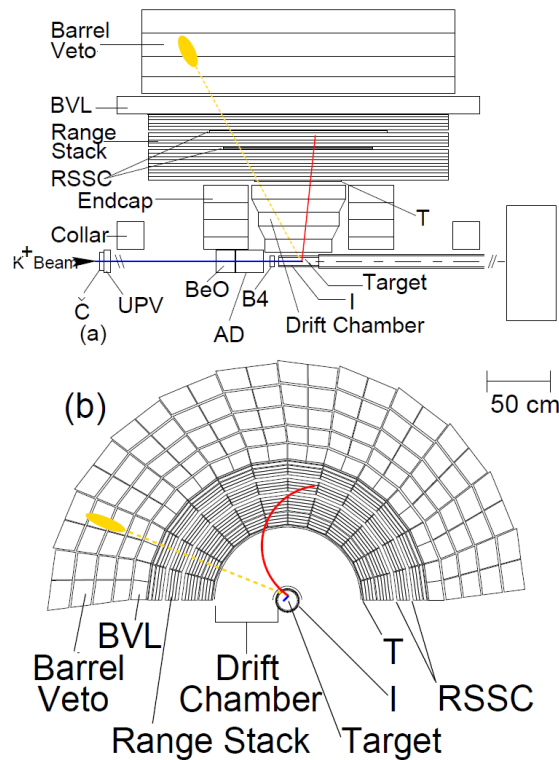 Barrel
Veto
BVL
Range
Stack
RSSC
Endcap
T
Collar
K+ Beam
Č
UPV
(a)
BeO
AD
B4
I
Target
Drift Chamber
50 cm
(b)
BVL
Barrel
Veto
Drift
Chamber
Range Stack
Target
T
I
RSSC